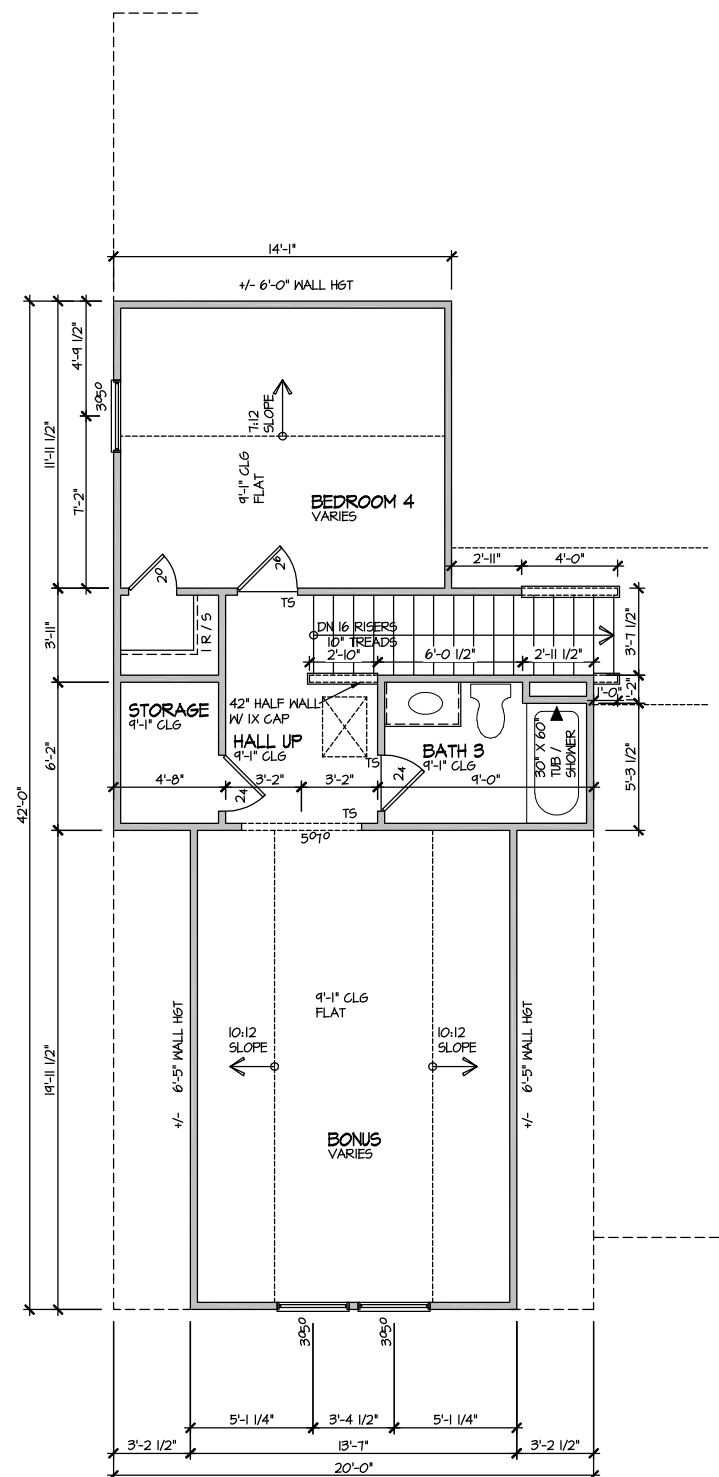 14'-1"
+/- 6'-0" WALL HGT
4'-9 1/2"
3050
7:12
SLOPE
11'-11 1/2"
9'-1" CLG
FLAT
7'-2"
BEDROOM 4
VARIES
2'-11"
4'-0"
20
26
TS
3'-11"
1 R / S
DN 16 RISERS
10" TREADS
3'-7 1/2"
2'-10"
6'-0 1/2"
2'-11 1/2"
1'-0"
1'-2"
STORAGE
9'-1" CLG
42" HALF WALL
W/ 1X CAP
HALL UP
9'-1" CLG
BATH 3
9'-1" CLG
30" X 60"
TUB /
SHOWER
6'-2"
5'-3 1/2"
TS
4'-8"
3'-2"
3'-2"
24
9'-0"
24
TS
42'-0"
5070
9'-1" CLG
FLAT
10:12
SLOPE
10:12
SLOPE
+/- 6'-5" WALL HGT
+/- 6'-5" WALL HGT
19'-11 1/2"
BONUS
VARIES
3050
3050
5'-1 1/4"
3'-4 1/2"
5'-1 1/4"
3'-2 1/2"
13'-7"
3'-2 1/2"
20'-0"